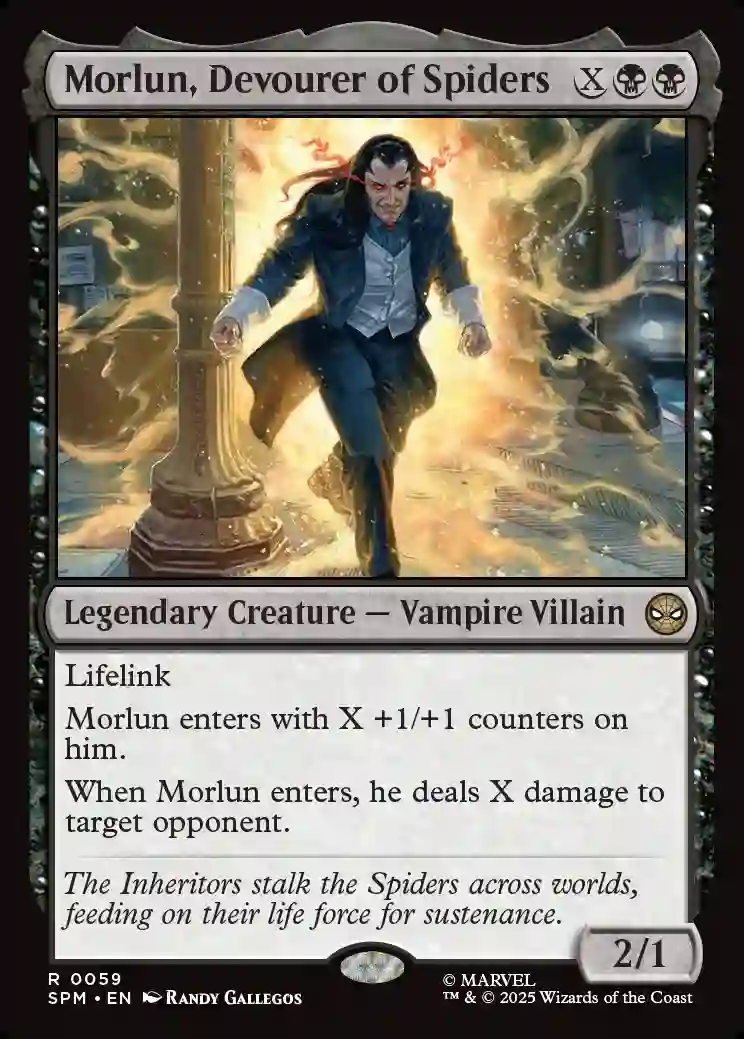 Morlun, Devourer of Spiders X
Legendary Creature — Vampire Villain
Lifelink
Morlun enters with X +1/+1 counters on
him.
When Morlun enters, he deals X damage to
target opponent.
The Inheritors stalk the Spiders across worlds,
feeding on their life force for sustenance.
2/1
R 0059
SPM • EN RANDY GALLEGOS
© MARVEL
™ & © 2025 Wizards of the Coast